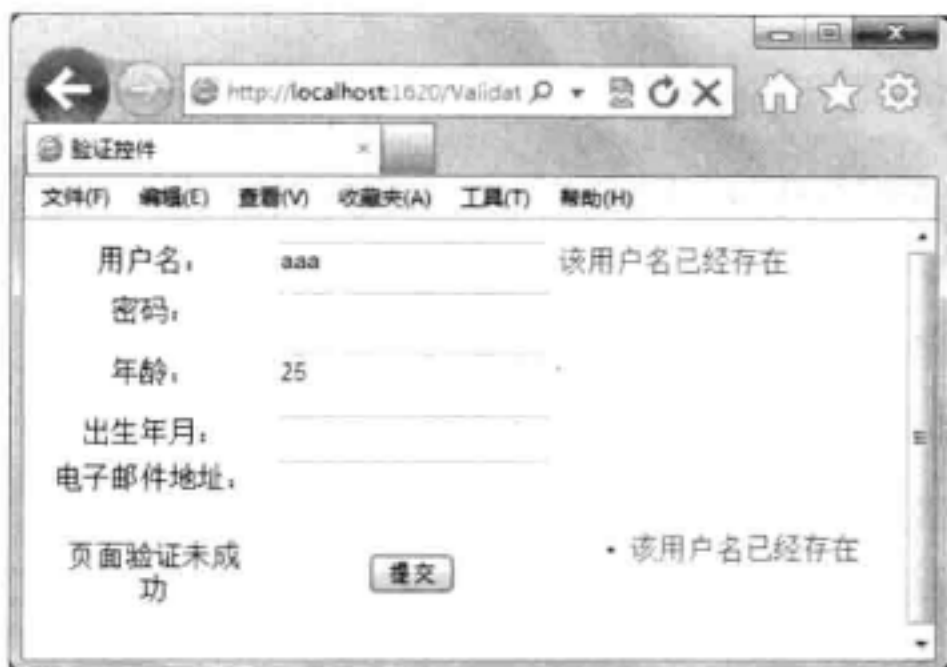 http://localhost:1620/Validat
验证控件
文件(F) 编辑(E) 查看(V) 收藏夹(A) 工具(T) 帮助(H)
用户名： aaa 该用户名已经存在
密码：
年龄： 25
出生年月：
电子邮件地址：
页面验证未成
功
提交
• 该用户名已经存在